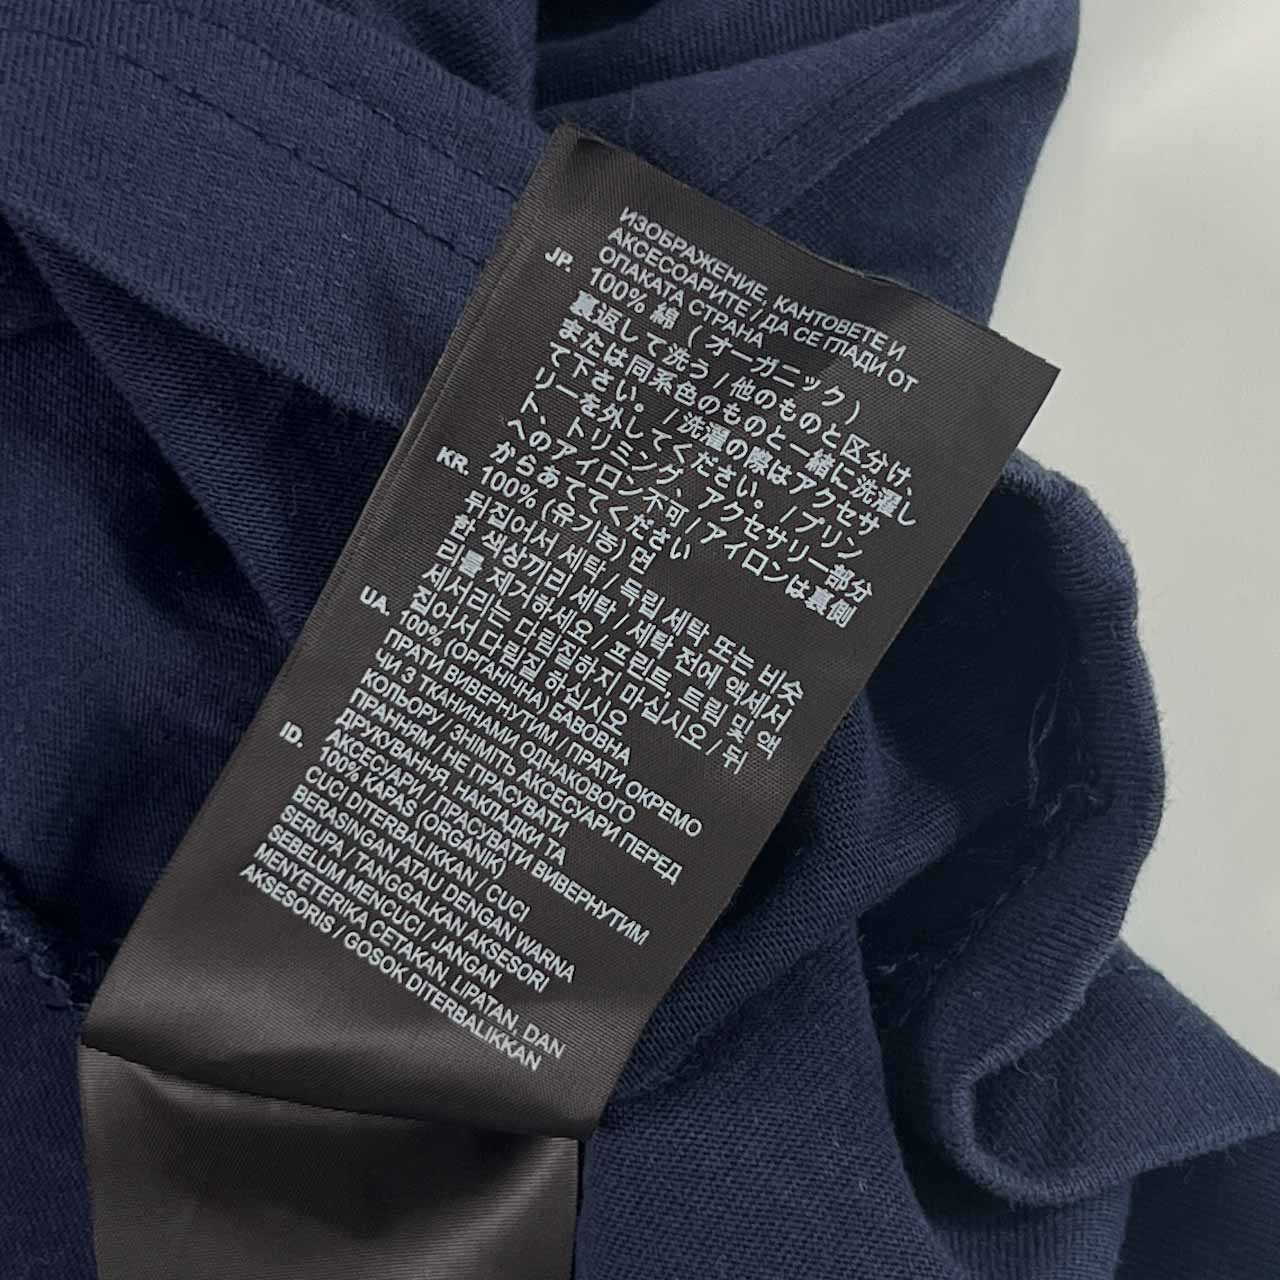 ИЗОБРАЖЕНИЕ, КАНТОВЕТЕ И
АКСЕСОАРИТЕ / ДА СЕ ГЛАДИ ОТ
ОПАКАТА СТРАНА
JP. 100% 綿 ( オーガニック )
裏返して洗う / 他のものと区分け、
または同系色のものと一緒に洗濯し
て下さい。 / 洗濯の際はアクセサ
リーを外してください。 / プリン
ト、トリミング、アクセサリー部分
へのアイロン不可 / アイロンは裏側
からあててください
KR. 100% (유기농) 면
뒤집어서 세탁 / 독립 세탁 또는 비슷
한 색상끼리 세탁 / 세탁 전에 액세서
리를 제거하세요 / 프린트, 트림 및 액
세서리는 다림질하지 마십시오 / 뒤
집어서 다림질 하십시오
UA. 100% (ОРГАНІЧНА) БАВОВНА
ПРАТИ ВИВЕРНУТИМ / ПРАТИ ОКРЕМО
ЧИ З ТКАНИНАМИ ОДНАКОВОГО
КОЛЬОРУ / ЗНІМІТЬ АКСЕСУАРИ ПЕРЕД
ПРАННЯМ / НЕ ПРАСУВАТИ
ДРУКУВАННЯ, НАКЛАДКИ ТА
АКСЕСУАРИ / ПРАСУВАТИ ВИВЕРНУТИМ
ID. 100% KAPAS (ORGANIK)
CUCI DITERBALIKKAN / CUCI
BERASINGAN ATAU DENGAN WARNA
SERUPA / TANGGALKAN AKSESORI
SEBELUM MENCUCI / JANGAN
MENYETERIKA CETAKAN, LIPATAN, DAN
AKSESORIS / GOSOK DITERBALIKKAN